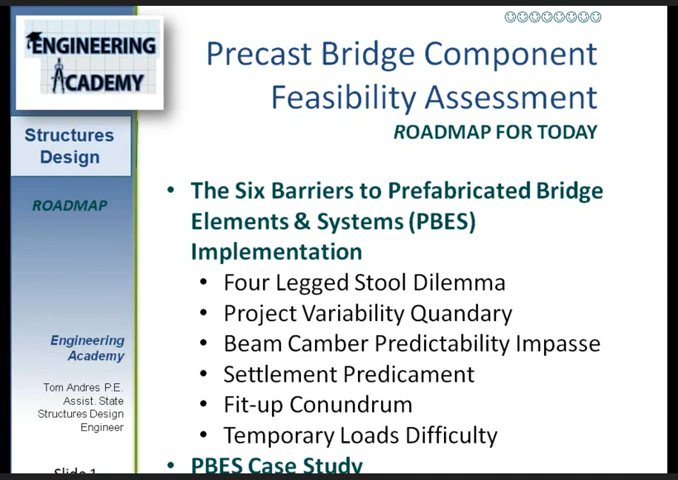 ENGINEERING
ACADEMY
Structures
Design
ROADMAP
Engineering
Academy
Tom Andres P.E.
Assist. State
Structures Design
Engineer
Slide 1
Precast Bridge Component
Feasibility Assessment
ROADMAP FOR TODAY
• The Six Barriers to Prefabricated Bridge
Elements & Systems (PBES)
Implementation
• Four Legged Stool Dilemma
• Project Variability Quandary
• Beam Camber Predictability Impasse
• Settlement Predicament
• Fit-up Conundrum
• Temporary Loads Difficulty
• PBES Case Study